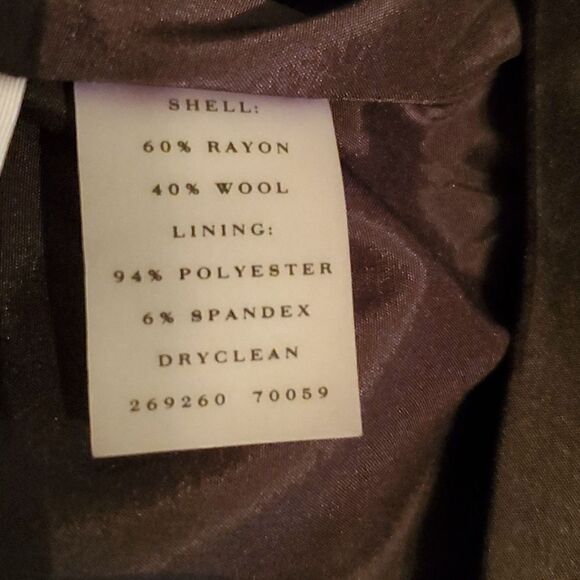 SHELL:
60% RAYON
40% WOOL
LINING:
94% POLYESTER
6% SPANDEX
DRYCLEAN
269260 70059